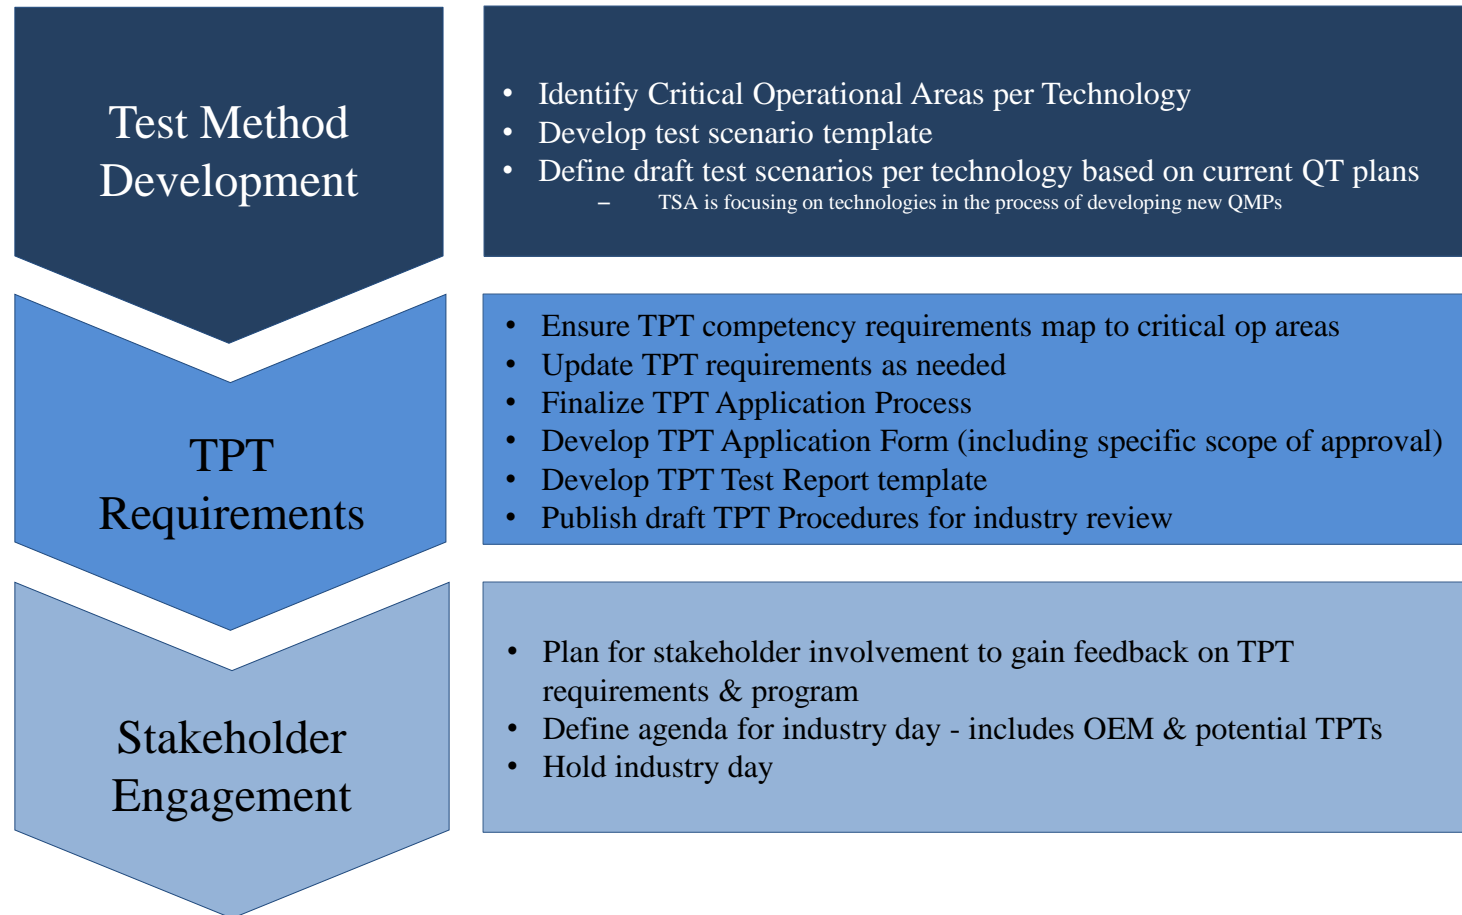 Test Method
Development
• Identify Critical Operational Areas per Technology
• Develop test scenario template
• Define draft test scenarios per technology based on current QT plans
– TSA is focusing on technologies in the process of developing new QMPs
TPT
Requirements
• Ensure TPT competency requirements map to critical op areas
• Update TPT requirements as needed
• Finalize TPT Application Process
• Develop TPT Application Form (including specific scope of approval)
• Develop TPT Test Report template
• Publish draft TPT Procedures for industry review
Stakeholder
Engagement
• Plan for stakeholder involvement to gain feedback on TPT
requirements & program
• Define agenda for industry day - includes OEM & potential TPTs
• Hold industry day